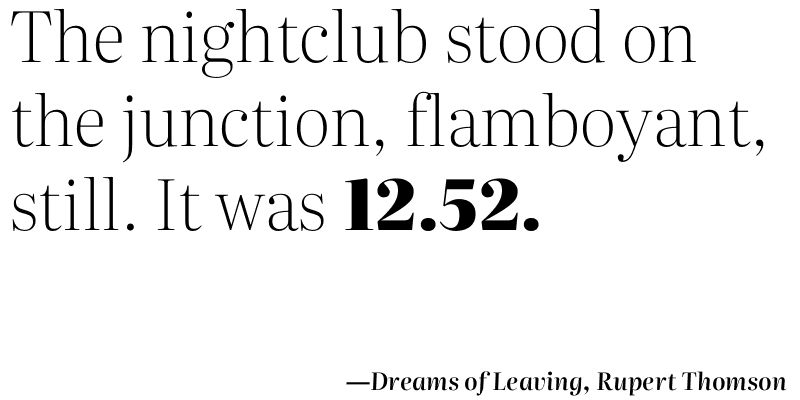 The nightclub stood on
the junction, flamboyant,
still. It was 12.52.
—Dreams of Leaving, Rupert Thomson